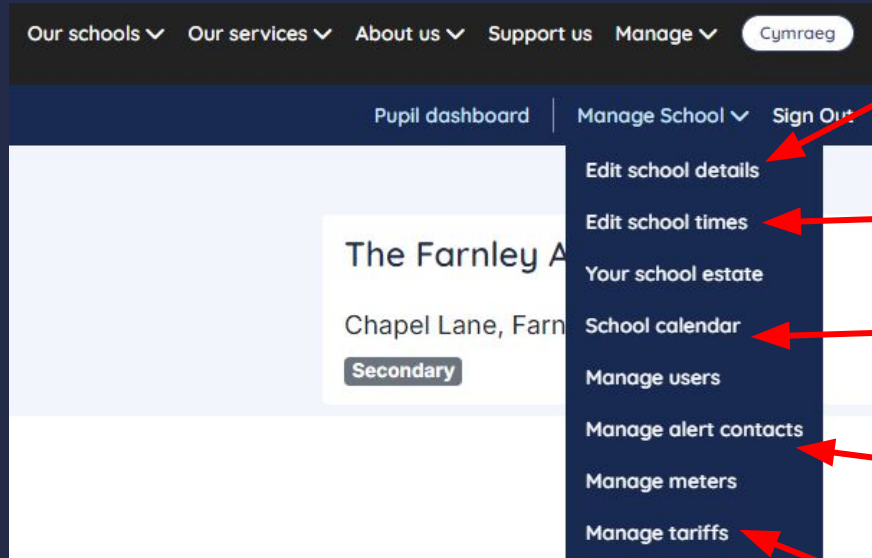 Our schools Our services About us Support us Manage Cymraeg
Pupil dashboard Manage School Sign Out
Edit school details
Edit school times
Your school estate
School calendar
Manage users
Manage alert contacts
Manage meters
Manage tariffs
The Farnley A
Chapel Lane, Farn
Secondary